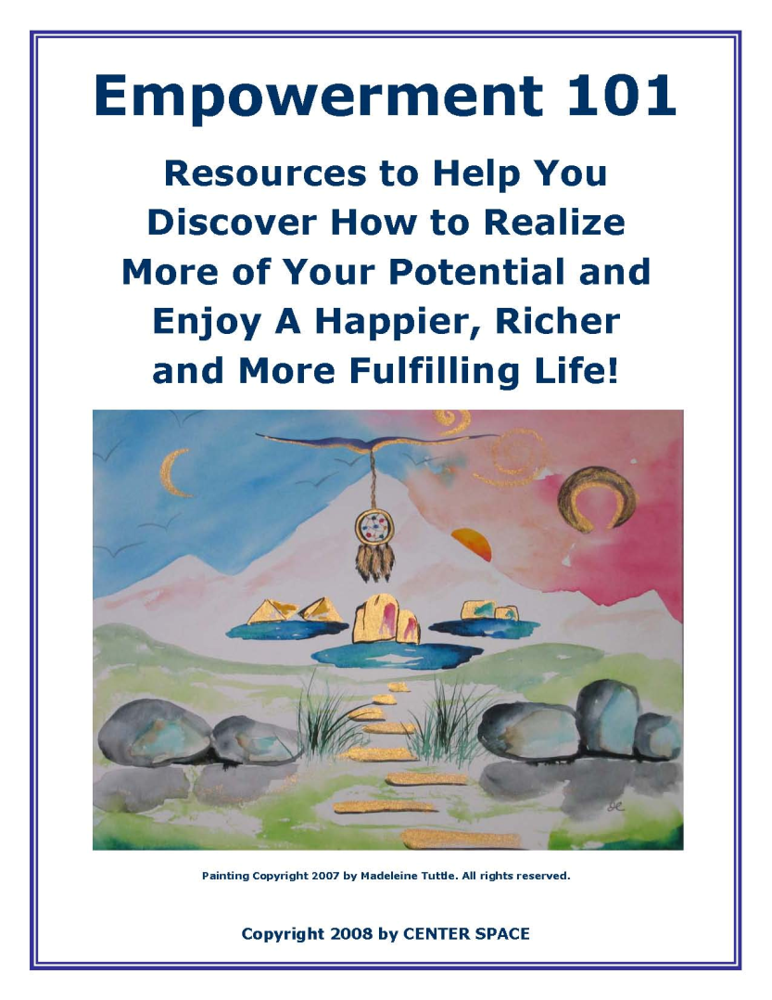 Empowerment 101
Resources to Help You
Discover How to Realize
More of Your Potential and
Enjoy A Happier, Richer
and More Fulfilling Life!
Painting Copyright 2007 by Madeleine Tuttle. All rights reserved.
Copyright 2008 by CENTER SPACE